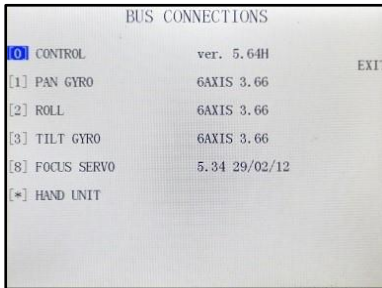 BUS CONNECTIONS
[0] CONTROL ver. 5.64H
EXIT
[1] PAN GYRO 6AXIS 3.66
[2] ROLL 6AXIS 3.66
[3] TILT GYRO 6AXIS 3.66
[8] FOCUS SERVO 5.34 29/02/12
[*] HAND UNIT